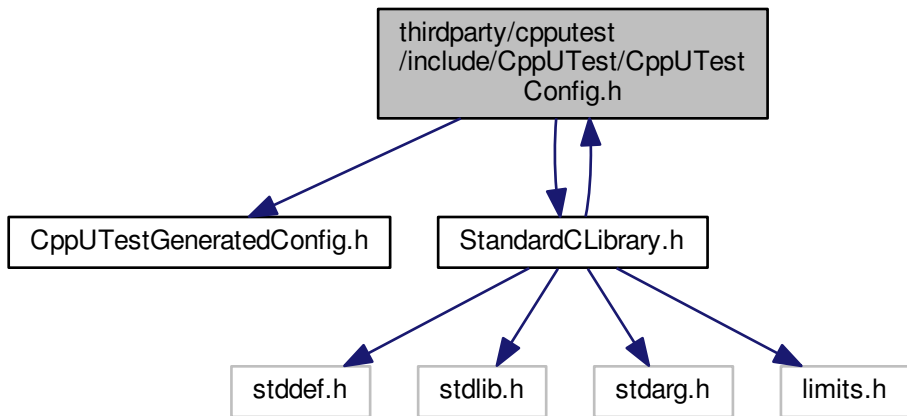 thirdparty/cpputest
/include/CppUTest/CppUTest
Config.h
CppUTestGeneratedConfig.h
StandardCLibrary.h
stddef.h
stdlib.h
stdarg.h
limits.h